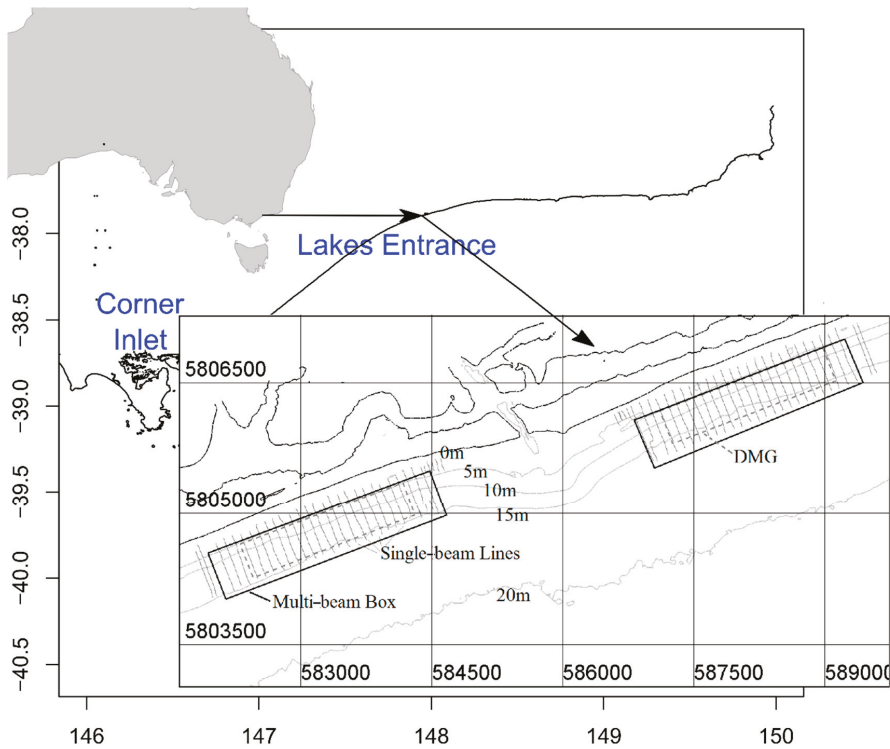 −38.0
−38.5
−39.0
−39.5
−40.0
−40.5
Lakes Entrance
Corner
Inlet
5806500
5805000
5803500
0m
5m
10m
15m
20m
DMG
Single-beam Lines
Multi-beam Box
583000
584500
586000
587500
589000
146
147
148
149
150